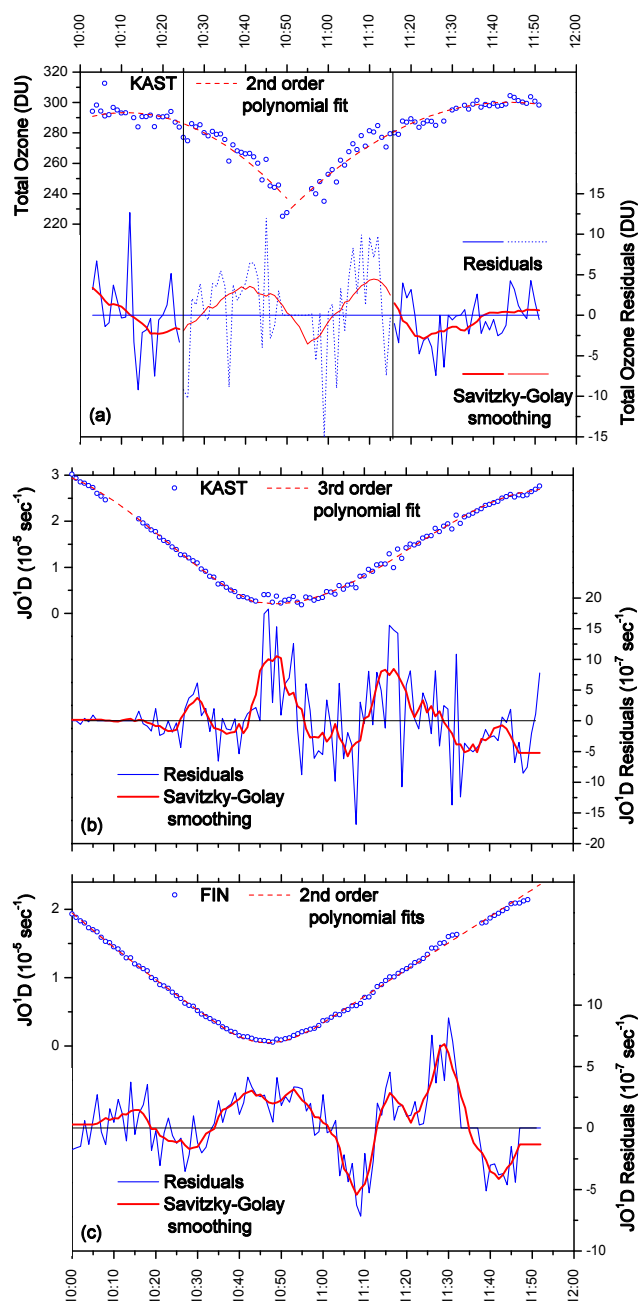 10:00 10:10 10:20 10:30 10:40 10:50 11:00 11:10 11:20 11:30 11:40 11:50 12:00
320
300
280
260
240
220
Total Ozone (DU)
KAST
2nd order
polynomial fit
15
10
5
0
-5
-10
-15
Total Ozone Residuals (DU)
Residuals
Savitzky-Golay
smoothing
(a)
3
2
1
0
JO¹D (10⁻⁵ sec⁻¹)
KAST
3rd order
polynomial fit
20
15
10
5
0
-5
-10
-15
-20
JO¹D Residuals (10⁻⁷ sec⁻¹)
Residuals
Savitzky-Golay
smoothing
(b)
2
1
0
JO¹D (10⁻⁵ sec⁻¹)
FIN
2nd order
polynomial fits
10
5
0
-5
-10
JO¹D Residuals (10⁻⁷ sec⁻¹)
Residuals
Savitzky-Golay
smoothing
(c)
10:00 10:10 10:20 10:30 10:40 10:50 11:00 11:10 11:20 11:30 11:40 11:50 12:00